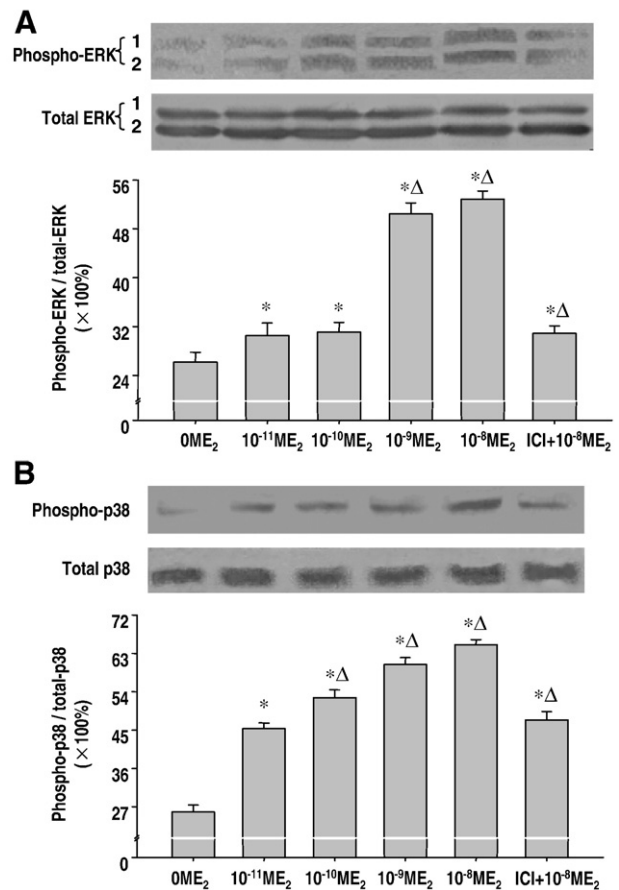 A
Phospho-ERK { 1
2
Total ERK { 1
2
Phospho-ERK / total-ERK
(×100%)
56
48
40
32
24
0
*
*
*Δ
*Δ
*Δ
0ME₂ 10⁻¹¹ME₂ 10⁻¹⁰ME₂ 10⁻⁹ME₂ 10⁻⁸ME₂ ICI+10⁻⁸ME₂
B
Phospho-p38
Total p38
Phospho-p38 / total-p38
(×100%)
72
63
54
45
36
27
0
*
*Δ
*Δ
*Δ
*Δ
0ME₂ 10⁻¹¹ME₂ 10⁻¹⁰ME₂ 10⁻⁹ME₂ 10⁻⁸ME₂ ICI+10⁻⁸ME₂